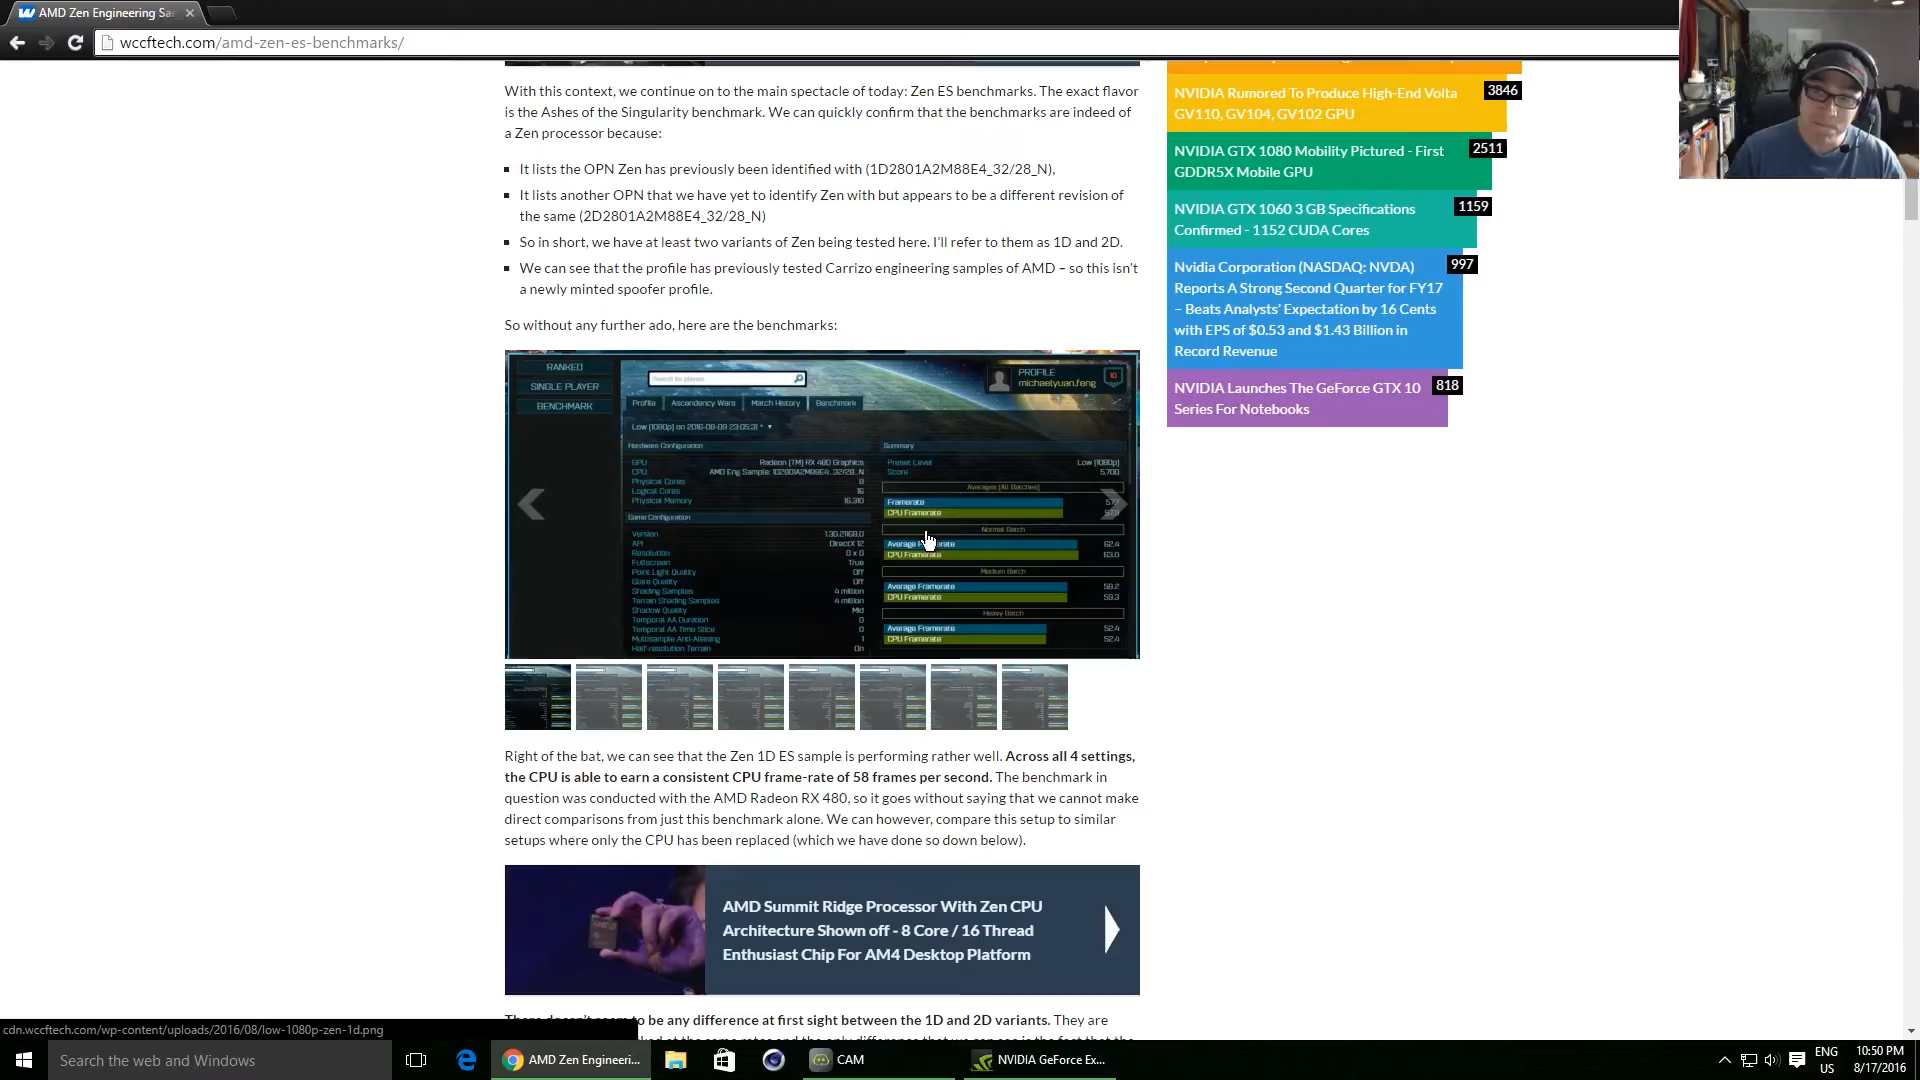 AMD Zen Engineering Sa
wccftech.com/amd-zen-es-benchmarks/
With this context, we continue on to the main spectacle of today: Zen ES benchmarks. The exact flavor
is the Ashes of the Singularity benchmark. We can quickly confirm that the benchmarks are indeed of
a Zen processor because:
It lists the OPN Zen has previously been identified with (1D2801A2M88E4_32/28_N),
It lists another OPN that we have yet to identify Zen with but appears to be a different revision of
the same (2D2801A2M88E4_32/28_N)
So in short, we have at least two variants of Zen being tested here. I'll refer to them as 1D and 2D.
We can see that the profile has previously tested Carrizo engineering samples of AMD – so this isn't
a newly minted spoofer profile.
So without any further ado, here are the benchmarks:
RANKED
SINGLE PLAYER
BENCHMARK
Search for player
PROFILE
michaelyuan.feng
10
Profile
Ascendency Wars
Match History
Benchmark
Low [1080p] on 2016-08-09 23:05:31 *
Hardware Configuration
GPU Radeon (TM) RX 480 Graphics
CPU AMD Eng Sample: 1D2801A2M88E4_32/28_N
Physical Cores 8
Logical Cores 16
Physical Memory 16,310
Game Configuration
Version
API DirectX 12
Resolution 0 x 0
Fullscreen True
Point Light Quality Off
Glare Quality Off
Shading Samples 4 million
Terrain Shading Samples 4 million
Shadow Quality Mid
Temporal AA Duration 0
Temporal AA Time Slice 0
Multisample Anti-Aliasing 1
Half-resolution Terrain On
Summary
Preset Level Low [1080p]
Score 5,700
Averages [All Batches]
Framerate
CPU Framerate
Normal Batch
Average Framerate 62.4
CPU Framerate 63.0
Medium Batch
Average Framerate 59.2
CPU Framerate 59.3
Heavy Batch
Average Framerate 52.4
CPU Framerate 52.4
Right of the bat, we can see that the Zen 1D ES sample is performing rather well. Across all 4 settings,
the CPU is able to earn a consistent CPU frame-rate of 58 frames per second. The benchmark in
question was conducted with the AMD Radeon RX 480, so it goes without saying that we cannot make
direct comparisons from just this benchmark alone. We can however, compare this setup to similar
setups where only the CPU has been replaced (which we have done so down below).
AMD Summit Ridge Processor With Zen CPU
Architecture Shown off - 8 Core / 16 Thread
Enthusiast Chip For AM4 Desktop Platform
There doesn't seem to be any difference at first sight between the 1D and 2D variants. They are
NVIDIA Rumored To Produce High-End Volta
GV110, GV104, GV102 GPU
3846
NVIDIA GTX 1080 Mobility Pictured - First
GDDR5X Mobile GPU
2511
NVIDIA GTX 1060 3 GB Specifications
Confirmed - 1152 CUDA Cores
1159
Nvidia Corporation (NASDAQ: NVDA)
Reports A Strong Second Quarter for FY17
– Beats Analysts' Expectation by 16 Cents
with EPS of $0.53 and $1.43 Billion in
Record Revenue
997
NVIDIA Launches The GeForce GTX 10
Series For Notebooks
818
cdn.wccftech.com/wp-content/uploads/2016/08/low-1080p-zen-1d.png
Search the web and Windows
AMD Zen Engineeri...
CAM
NVIDIA GeForce Ex...
ENG
US
10:50 PM
8/17/2016